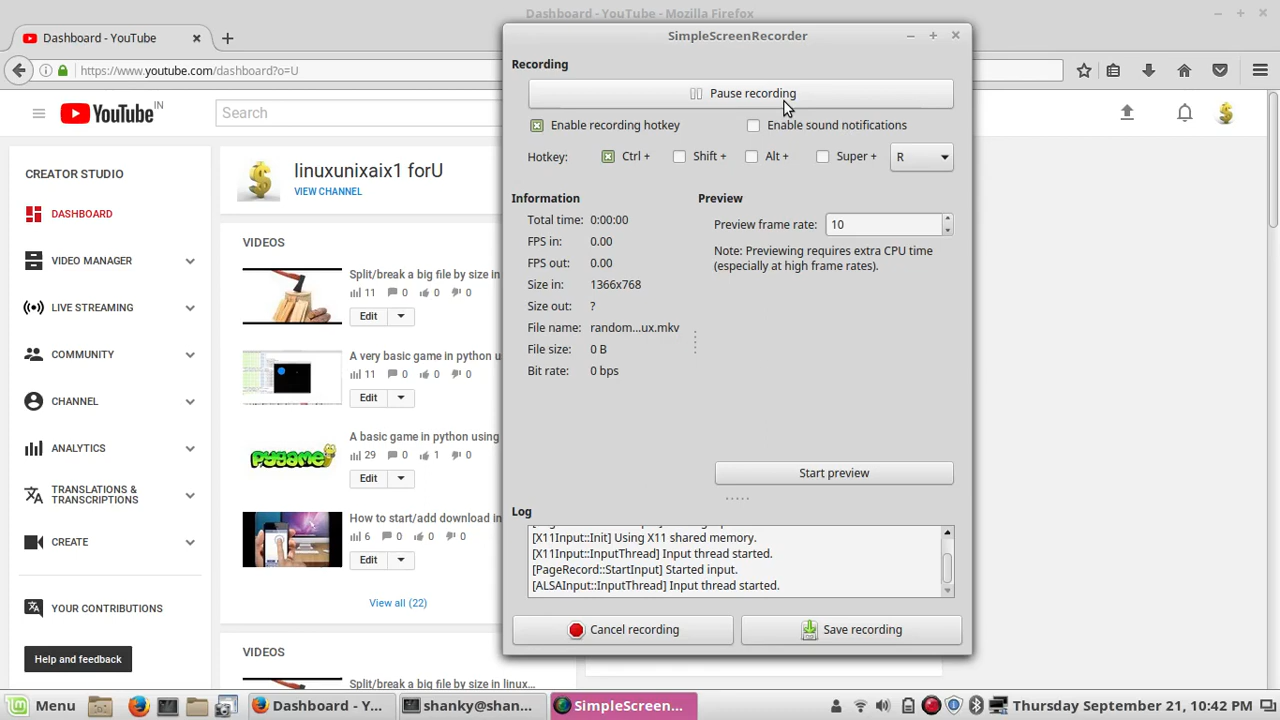 Dashboard - YouTube - Mozilla Firefox
Dashboard - YouTube
https://www.youtube.com/dashboard?o=U
YouTube IN
Search
CREATOR STUDIO
DASHBOARD
VIDEO MANAGER
LIVE STREAMING
COMMUNITY
CHANNEL
ANALYTICS
TRANSLATIONS &
TRANSCRIPTIONS
CREATE
YOUR CONTRIBUTIONS
Help and feedback
linuxunixaix1 forU
VIEW CHANNEL
VIDEOS
Split/break a big file by size in
11 0 0 0
Edit
A very basic game in python u
11 0 0 0
Edit
pygame
A basic game in python using
29 0 1 0
Edit
How to start/add download in
6 0 0 0
Edit
View all (22)
VIDEOS
Split/break a big file by size in linux...
SimpleScreenRecorder
Recording
Pause recording
Enable recording hotkey
Enable sound notifications
Hotkey: Ctrl + Shift + Alt + Super + R
Information
Total time: 0:00:00
FPS in: 0.00
FPS out: 0.00
Size in: 1366x768
Size out: ?
File name: random...ux.mkv
File size: 0 B
Bit rate: 0 bps
Preview
Preview frame rate: 10
Note: Previewing requires extra CPU time
(especially at high frame rates).
Start preview
Log
[X11Input::Init] Using X11 shared memory.
[X11Input::InputThread] Input thread started.
[PageRecord::StartInput] Started input.
[ALSAInput::InputThread] Input thread started.
Cancel recording
Save recording
Menu
Dashboard - Y...
shanky@shan...
SimpleScreen...
Thursday September 21, 10:42 PM